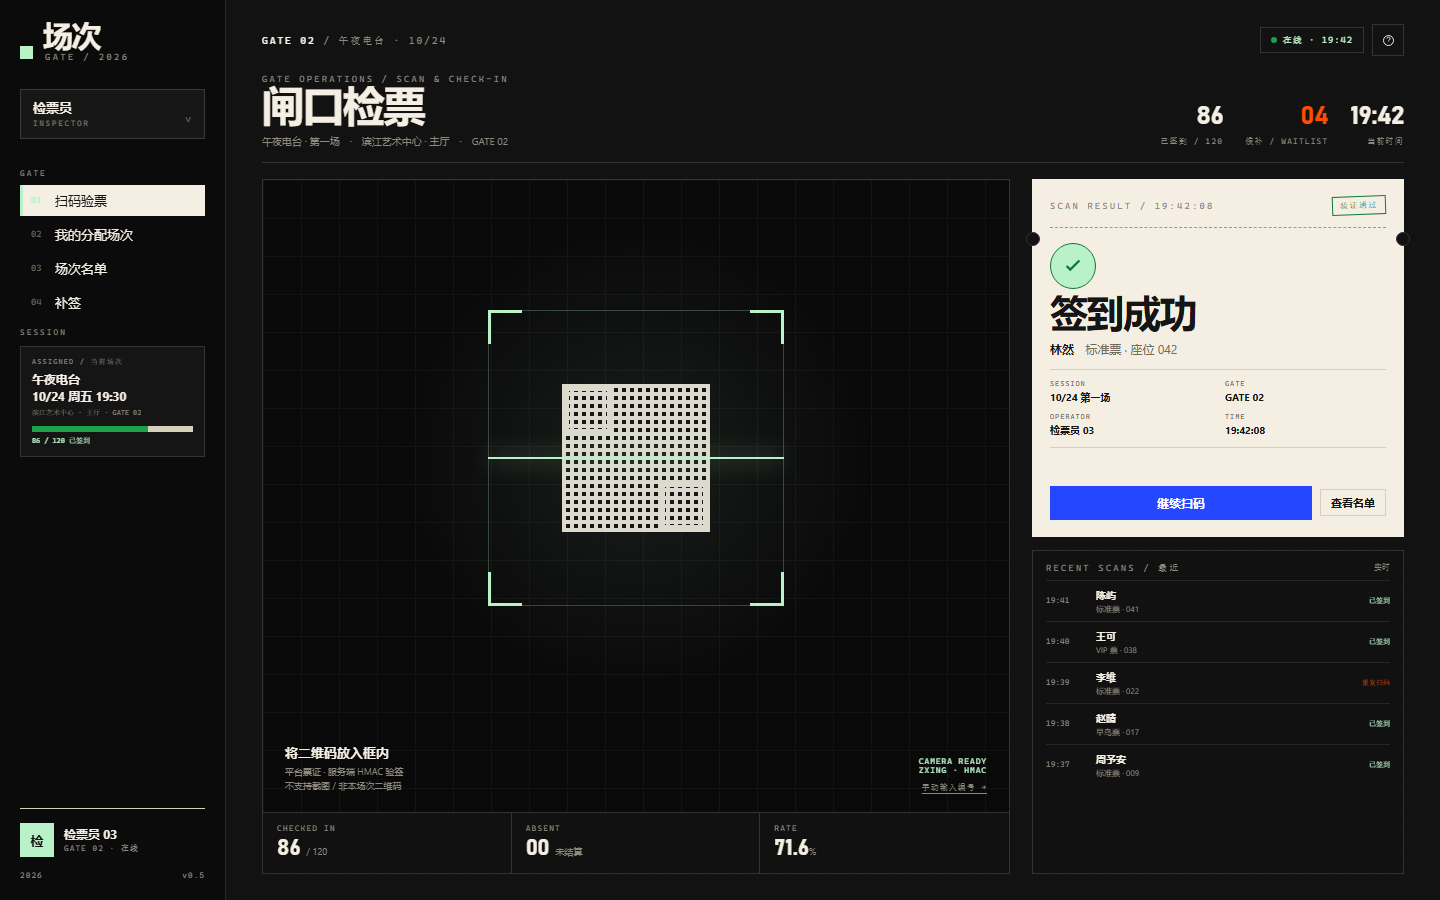 场次
GATE / 2026
检票员
INSPECTOR
v
GATE
01 扫码验票
02 我的分配场次
03 场次名单
04 补签
SESSION
ASSIGNED / 当前场次
午夜电台
10/24 周五 19:30
滨江艺术中心 · 主厅 · GATE 02
86 / 120 已签到
检
检票员 03
GATE 02 · 在线
2026 v0.5
GATE 02 / 午夜电台 · 10/24
在线 · 19:42
GATE OPERATIONS / SCAN & CHECK-IN
闸口检票
午夜电台 · 第一场 · 滨江艺术中心 · 主厅 · GATE 02
86
已签到 / 120
04
候补 / WAITLIST
19:42
当前时间
将二维码放入框内
平台票证 · 服务端 HMAC 验签
不支持截图 / 非本场次二维码
CAMERA READY
ZXING · HMAC
手动输入编号 →
CHECKED IN
86 / 120
ABSENT
00 未结算
RATE
71.6%
SCAN RESULT / 19:42:08
验证通过
签到成功
林然 标准票 · 座位 042
SESSION
10/24 第一场
GATE
GATE 02
OPERATOR
检票员 03
TIME
19:42:08
继续扫码
查看名单
RECENT SCANS / 最近
实时
19:41 陈屿 已签到
标准票 · 041
19:40 王可 已签到
VIP 票 · 038
19:39 李维 重复扫码
标准票 · 022
19:38 赵晴 已签到
早鸟票 · 017
19:37 周予安 已签到
标准票 · 009